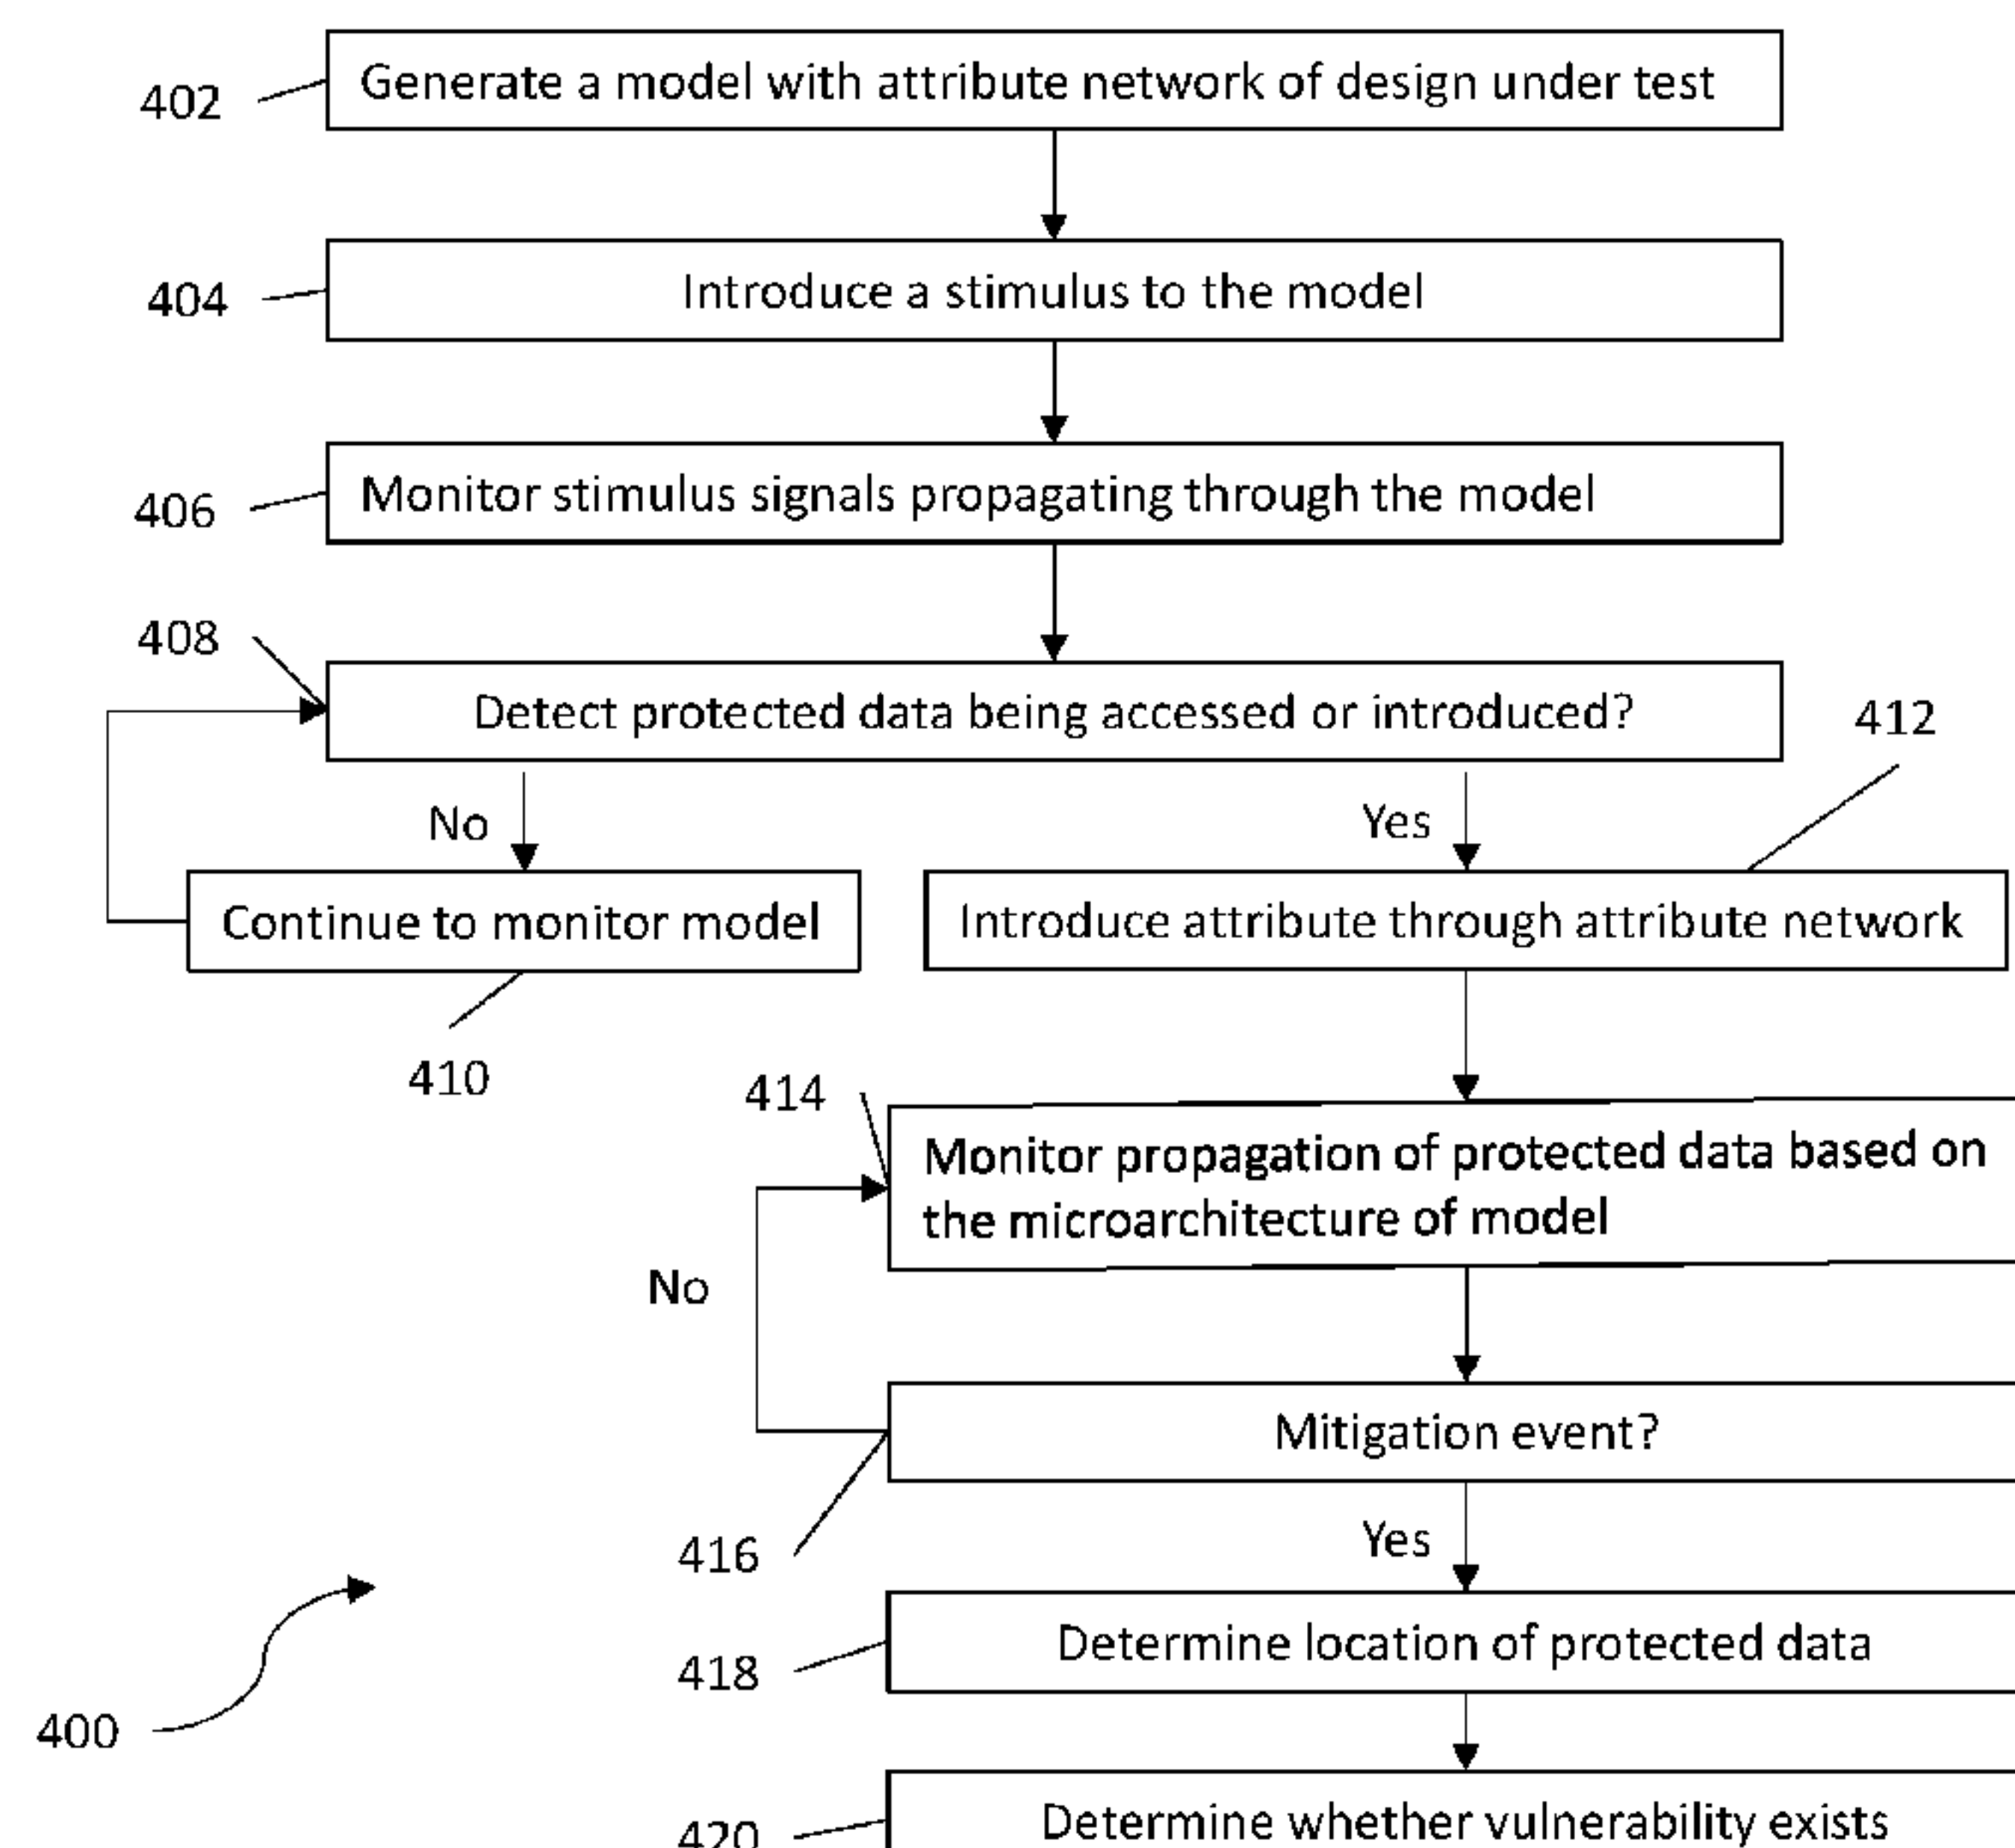 402
Generate a model with attribute network of design under test
404
Introduce a stimulus to the model
406
Monitor stimulus signals propagating through the model
408
Detect protected data being accessed or introduced?
412
No
Yes
Continue to monitor model
Introduce attribute through attribute network
410
414
Monitor propagation of protected data based on
the microarchitecture of model
No
Mitigation event?
416
Yes
Determine location of protected data
418
400
Determine whether vulnerability exists
420